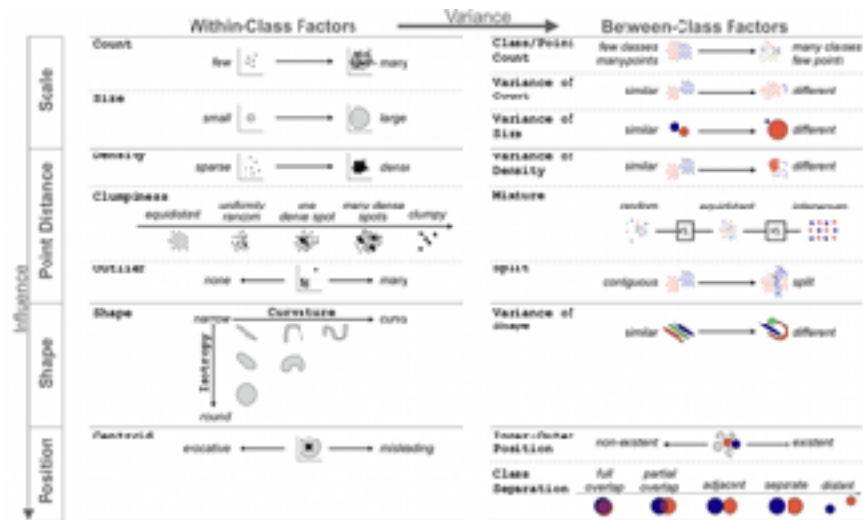 Variance
Within-Class Factors
Between-Class Factors
Influence
Scale
Point Distance
Shape
Position
Count
few
many
Size
small
large
Density
sparse
dense
Clumpiness
equidistant
uniformly random
one dense spot
many dense spots
clumpy
Outlier
none
many
Shape
narrow
Curvature
curvy
Isotropy
round
Centroid
evocative
misleading
Class/Point Count
few classes
many points
many classes
few points
Variance of Count
similar
different
Variance of Size
similar
different
Variance of Density
similar
different
Mixture
random
equidistant
interwoven
Split
contiguous
split
Variance of Shape
similar
different
Inner-Outer Position
non-existent
existent
Class Separation
full overlap
partial overlap
adjacent
separate
distant